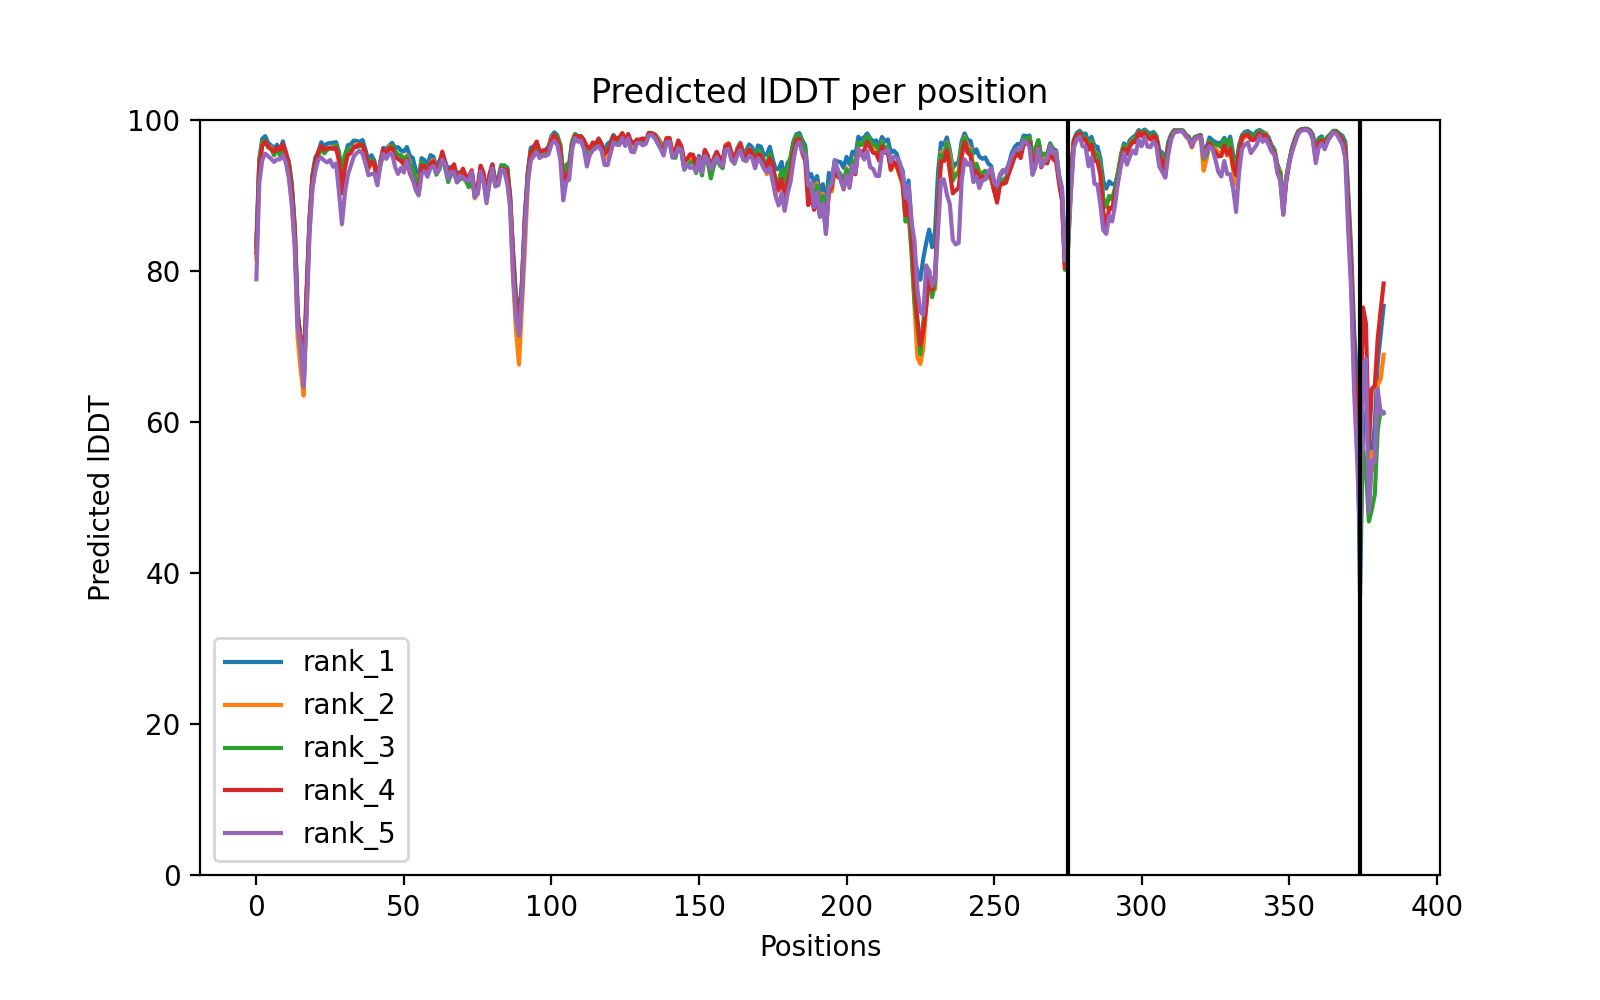 Predicted lDDT per position
100
80
60
40
20
0
Predicted lDDT
rank_1
rank_2
rank_3
rank_4
rank_5
0 50 100 150 200 250 300 350 400
Positions